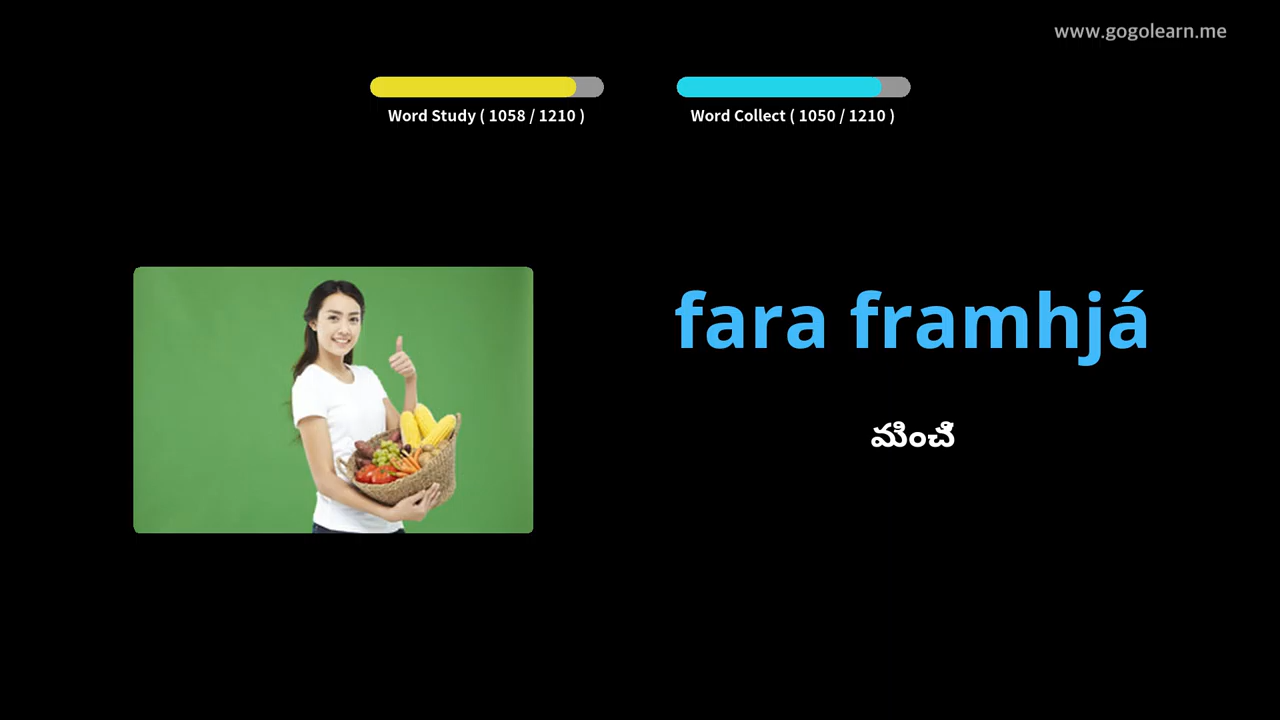 www.gogolearn.me
Word Study ( 1058 / 1210 )
Word Collect ( 1050 / 1210 )
fara framhjá
మించి